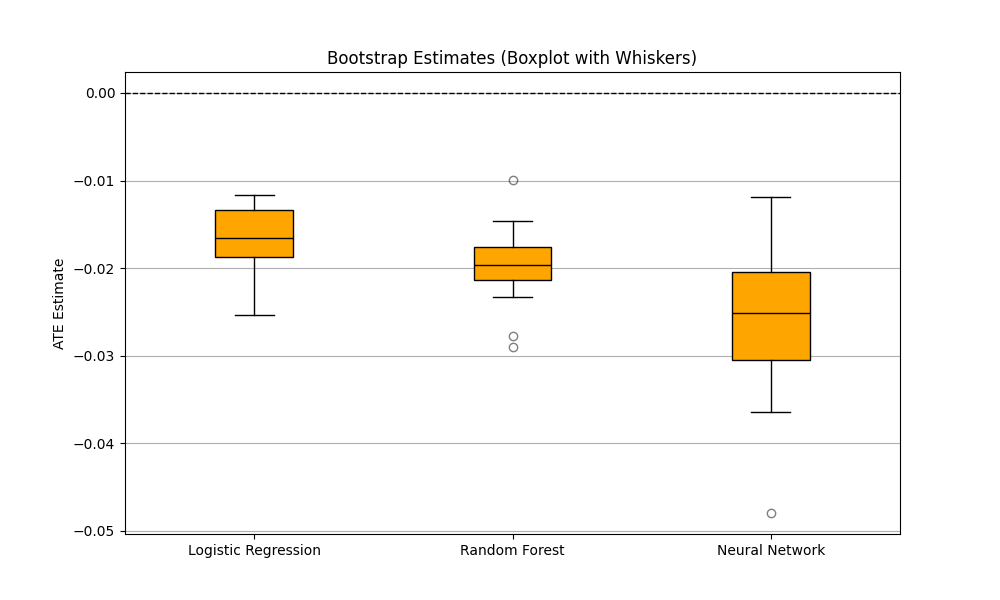 Bootstrap Estimates (Boxplot with Whiskers)
0.00
−0.01
−0.02
−0.03
−0.04
−0.05
ATE Estimate
Logistic Regression
Random Forest
Neural Network